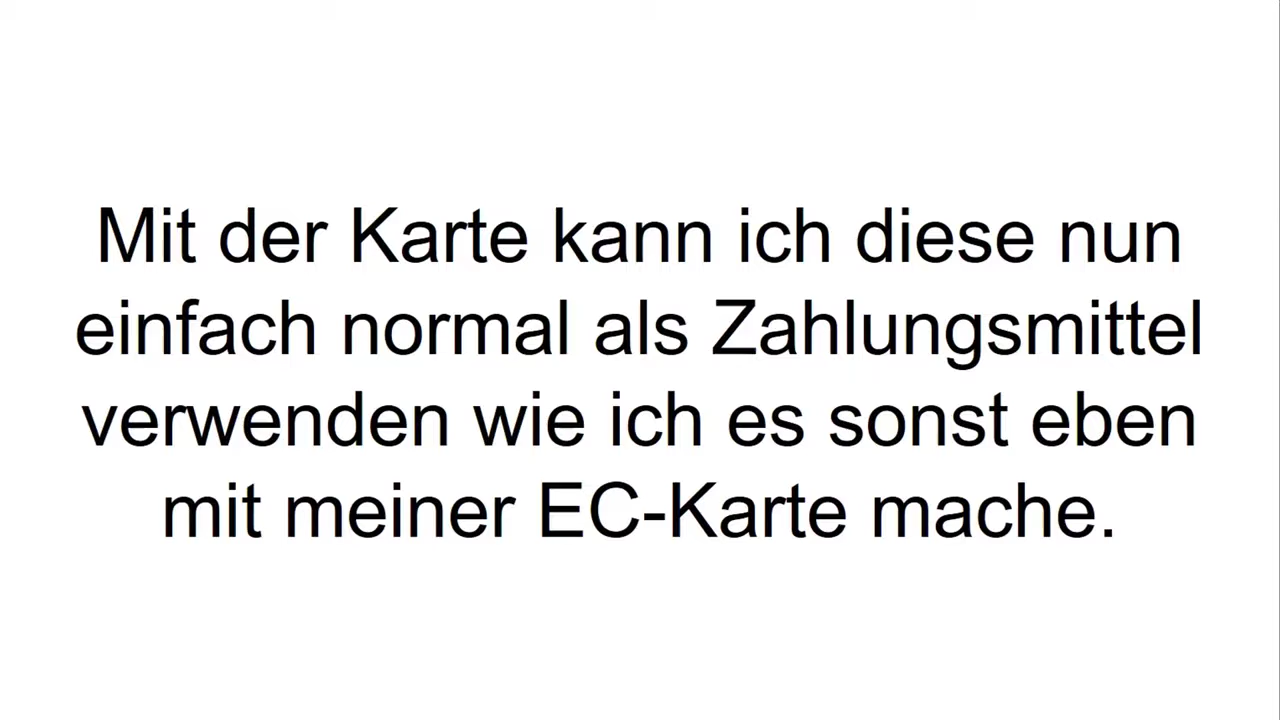 Mit der Karte kann ich diese nun
einfach normal als Zahlungsmittel
verwenden wie ich es sonst eben
mit meiner EC-Karte mache.